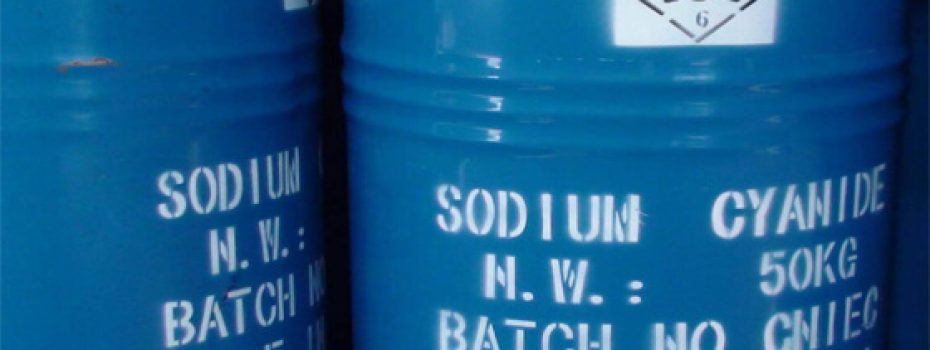 6
SODIUM
N.W.:
BATCH
SODIUM CYANIDE
N.W.: 50KG
BATCH NO CNIEC